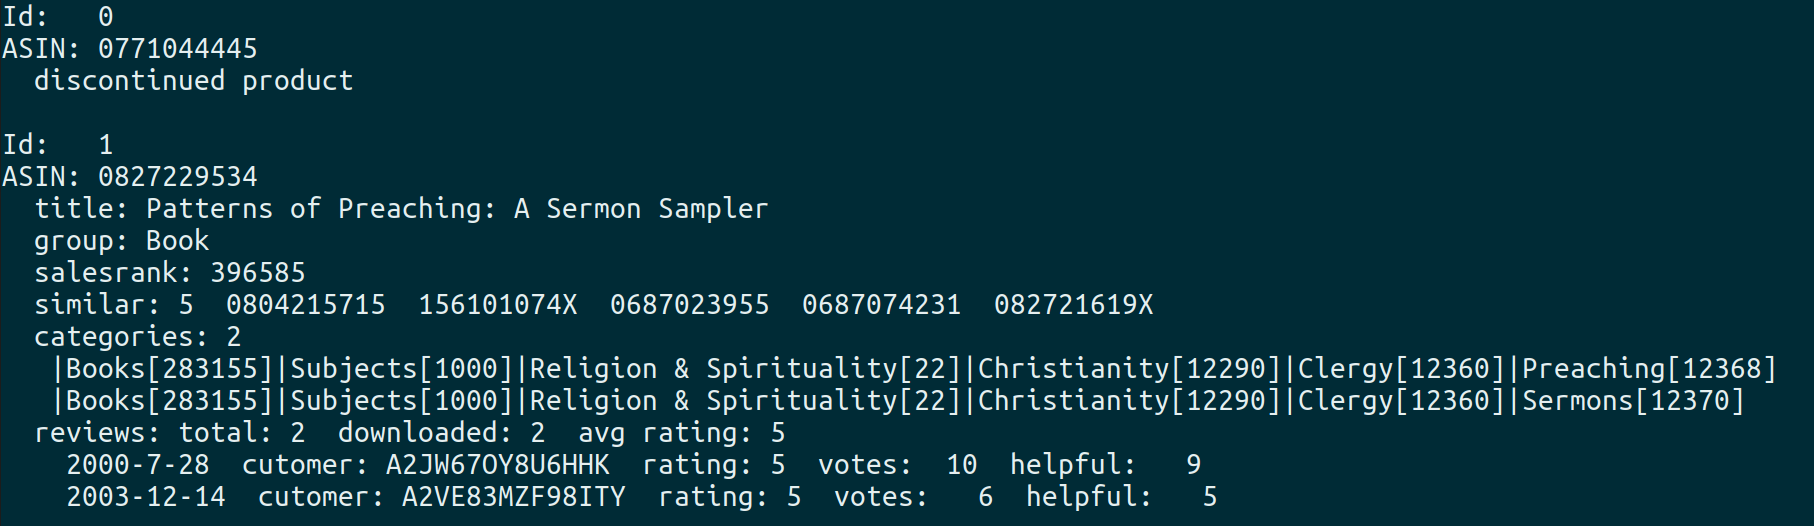 Id:   0
ASIN: 0771044445
  discontinued product

Id:   1
ASIN: 0827229534
  title: Patterns of Preaching: A Sermon Sampler
  group: Book
  salesrank: 396585
  similar: 5  0804215715  156101074X  0687023955  0687074231  082721619X
  categories: 2
   |Books[283155]|Subjects[1000]|Religion & Spirituality[22]|Christianity[12290]|Clergy[12360]|Preaching[12368]
   |Books[283155]|Subjects[1000]|Religion & Spirituality[22]|Christianity[12290]|Clergy[12360]|Sermons[12370]
  reviews: total: 2  downloaded: 2  avg rating: 5
    2000-7-28  cutomer: A2JW67OY8U6HHK  rating: 5  votes:  10  helpful:   9
    2003-12-14  cutomer: A2VE83MZF98ITY  rating: 5  votes:   6  helpful:   5